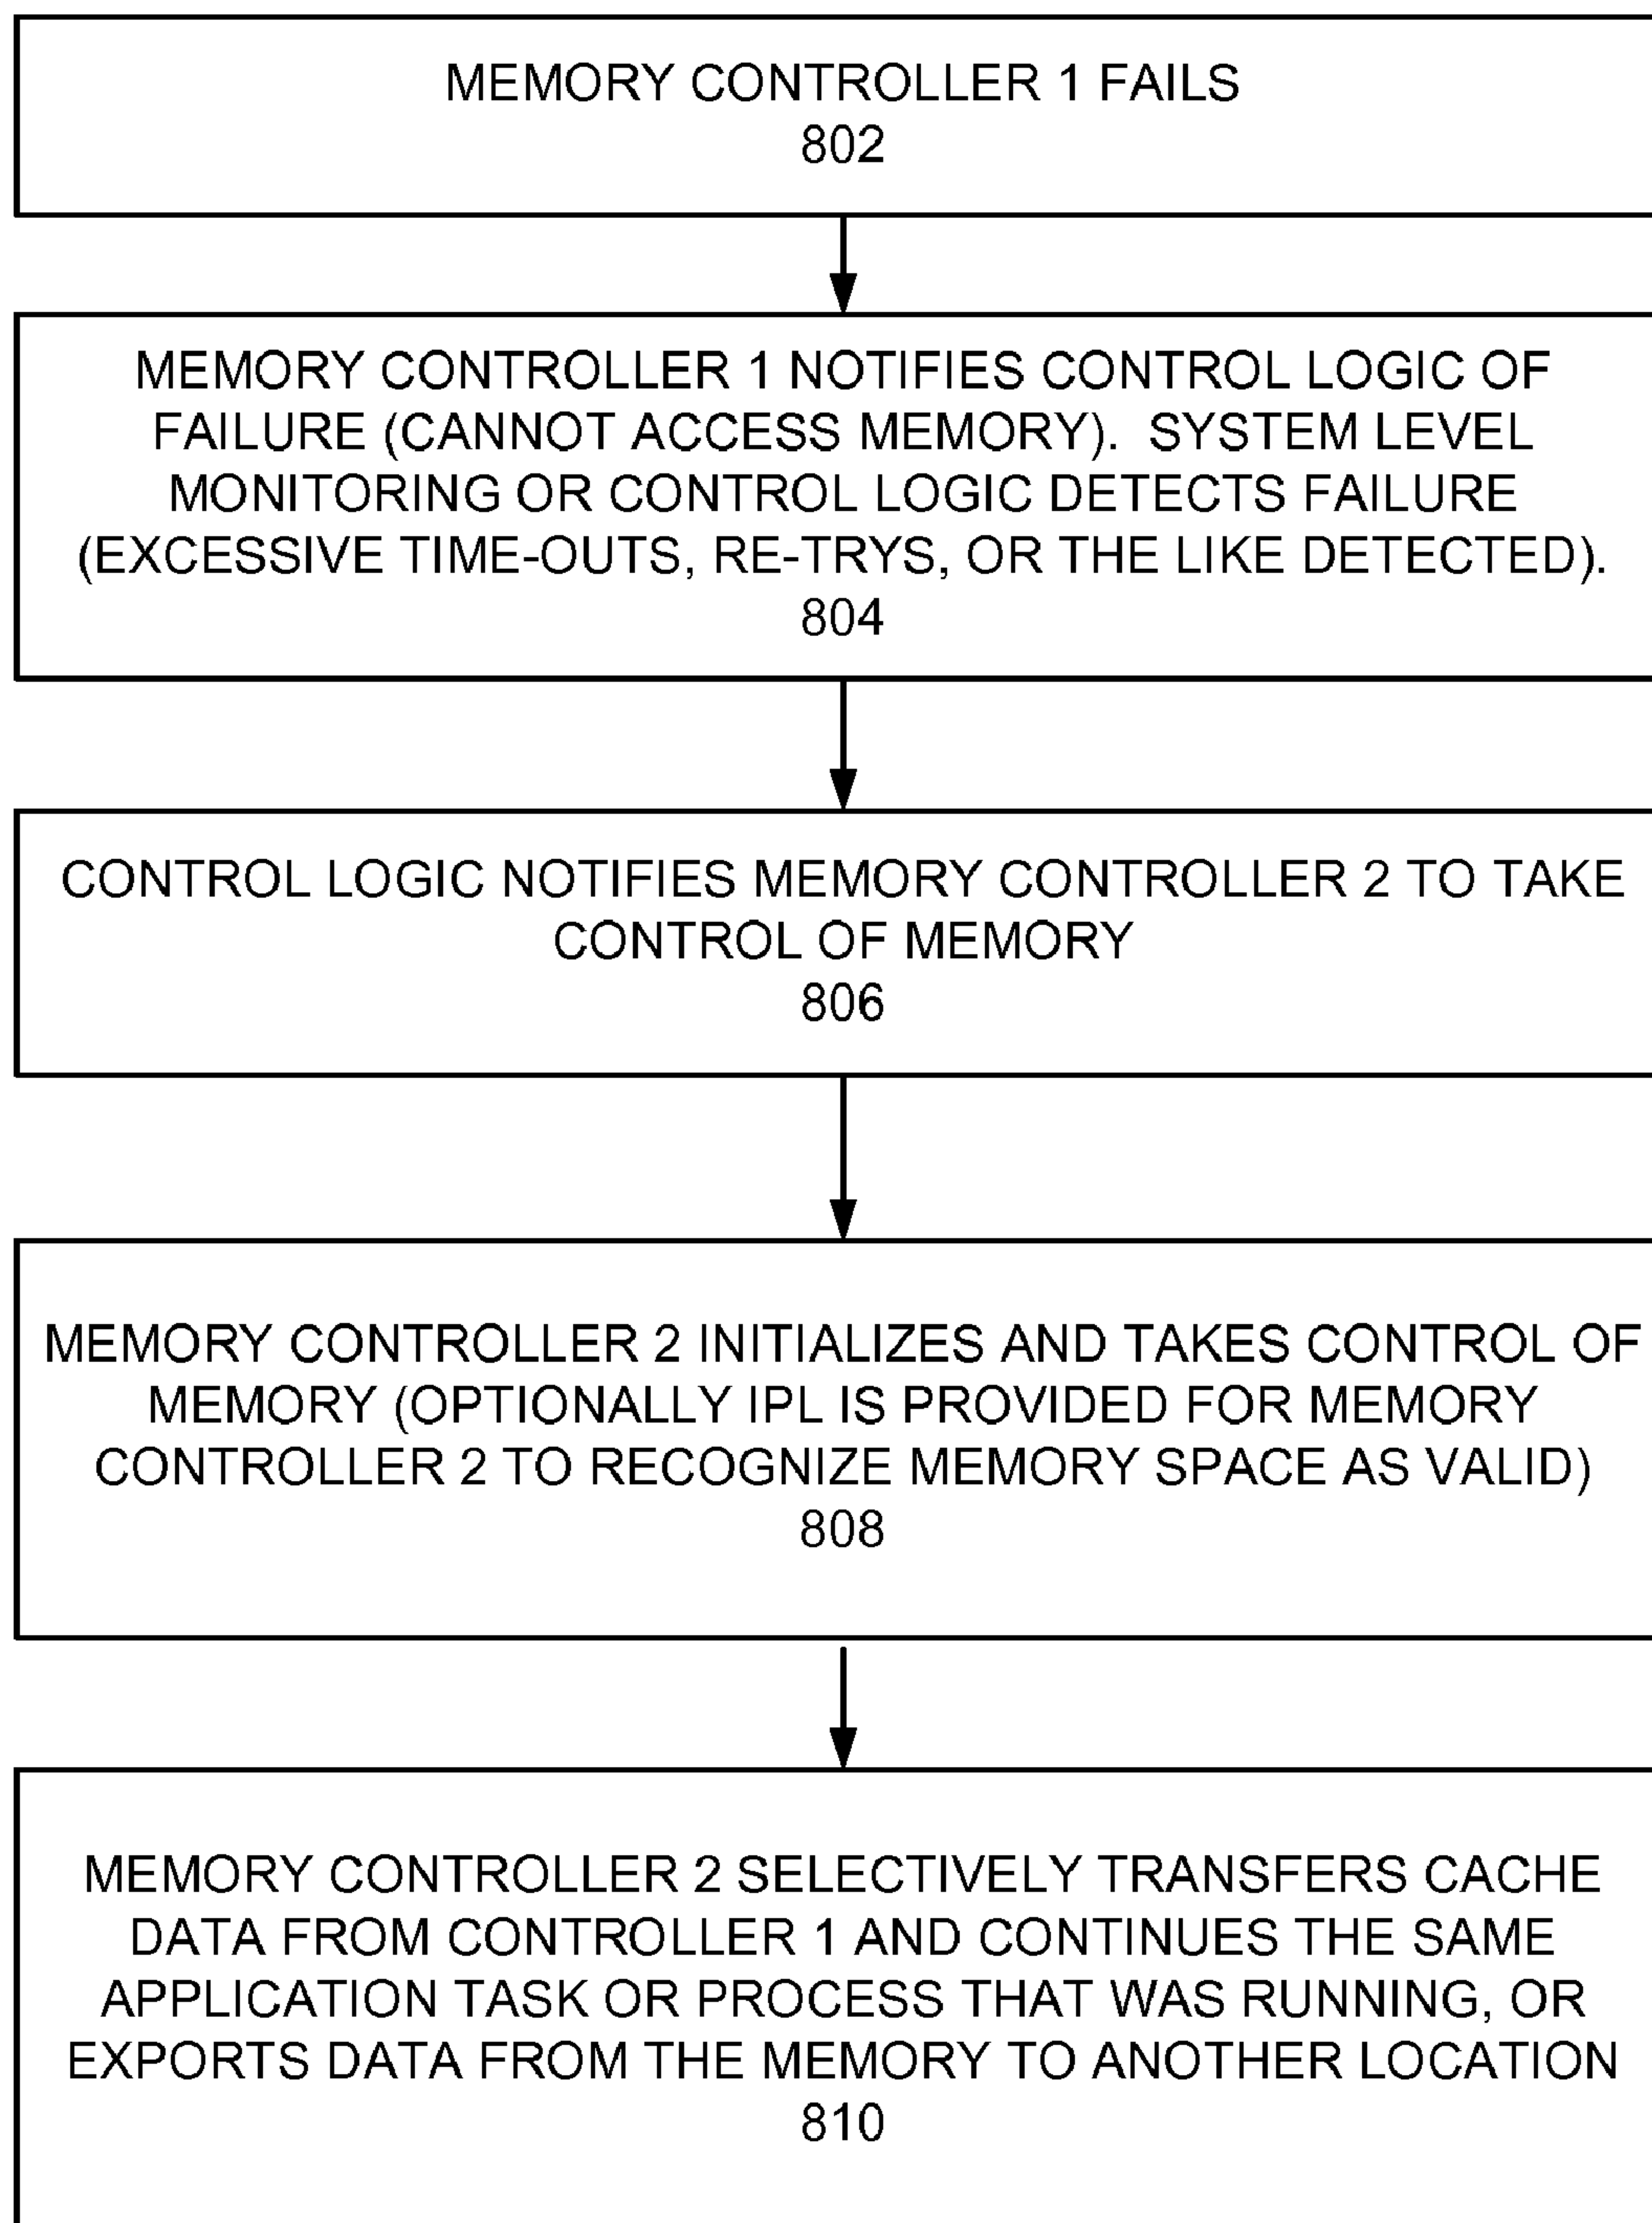 MEMORY CONTROLLER 1 FAILS
802
MEMORY CONTROLLER 1 NOTIFIES CONTROL LOGIC OF
FAILURE (CANNOT ACCESS MEMORY).  SYSTEM LEVEL
MONITORING OR CONTROL LOGIC DETECTS FAILURE
(EXCESSIVE TIME-OUTS, RE-TRYS, OR THE LIKE DETECTED).
804
CONTROL LOGIC NOTIFIES MEMORY CONTROLLER 2 TO TAKE
CONTROL OF MEMORY
806
MEMORY CONTROLLER 2 INITIALIZES AND TAKES CONTROL OF
MEMORY (OPTIONALLY IPL IS PROVIDED FOR MEMORY
CONTROLLER 2 TO RECOGNIZE MEMORY SPACE AS VALID)
808
MEMORY CONTROLLER 2 SELECTIVELY TRANSFERS CACHE
DATA FROM CONTROLLER 1 AND CONTINUES THE SAME
APPLICATION TASK OR PROCESS THAT WAS RUNNING, OR
EXPORTS DATA FROM THE MEMORY TO ANOTHER LOCATION
810